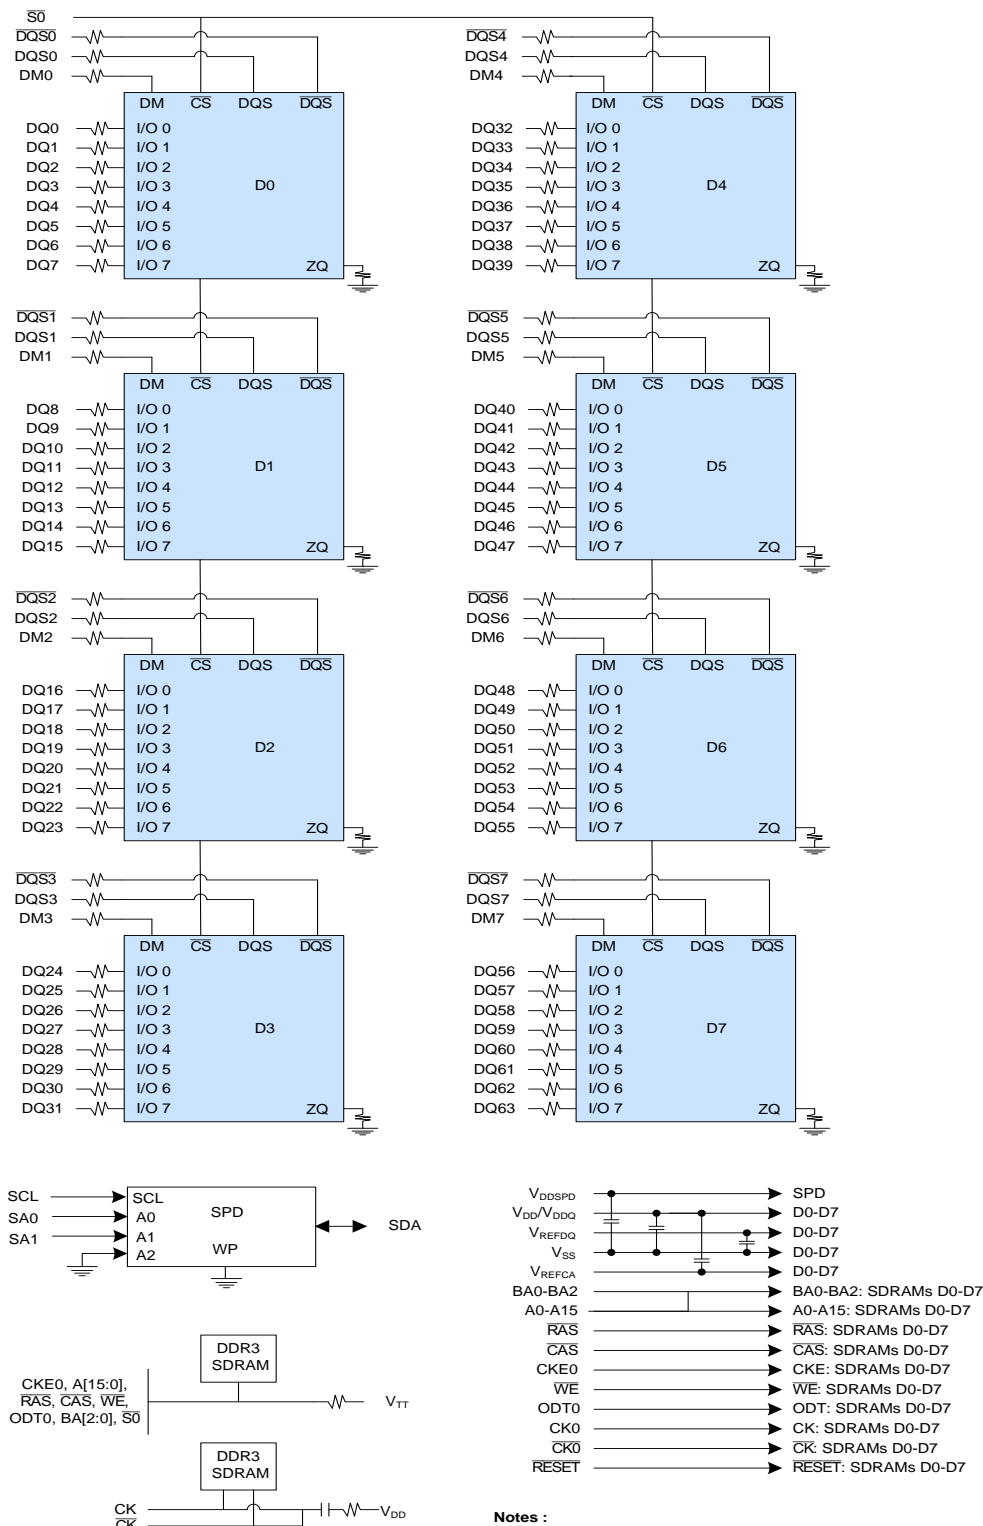 S0
DQS0
DQS0
DM0
DM CS DQS DQS
DQ0 I/O 0
DQ1 I/O 1
DQ2 I/O 2
DQ3 I/O 3 D0
DQ4 I/O 4
DQ5 I/O 5
DQ6 I/O 6
DQ7 I/O 7 ZQ
DQS1
DQS1
DM1
DM CS DQS DQS
DQ8 I/O 0
DQ9 I/O 1
DQ10 I/O 2
DQ11 I/O 3 D1
DQ12 I/O 4
DQ13 I/O 5
DQ14 I/O 6
DQ15 I/O 7 ZQ
DQS2
DQS2
DM2
DM CS DQS DQS
DQ16 I/O 0
DQ17 I/O 1
DQ18 I/O 2
DQ19 I/O 3 D2
DQ20 I/O 4
DQ21 I/O 5
DQ22 I/O 6
DQ23 I/O 7 ZQ
DQS3
DQS3
DM3
DM CS DQS DQS
DQ24 I/O 0
DQ25 I/O 1
DQ26 I/O 2
DQ27 I/O 3 D3
DQ28 I/O 4
DQ29 I/O 5
DQ30 I/O 6
DQ31 I/O 7 ZQ
DQS4
DQS4
DM4
DM CS DQS DQS
DQ32 I/O 0
DQ33 I/O 1
DQ34 I/O 2
DQ35 I/O 3 D4
DQ36 I/O 4
DQ37 I/O 5
DQ38 I/O 6
DQ39 I/O 7 ZQ
DQS5
DQS5
DM5
DM CS DQS DQS
DQ40 I/O 0
DQ41 I/O 1
DQ42 I/O 2
DQ43 I/O 3 D5
DQ44 I/O 4
DQ45 I/O 5
DQ46 I/O 6
DQ47 I/O 7 ZQ
DQS6
DQS6
DM6
DM CS DQS DQS
DQ48 I/O 0
DQ49 I/O 1
DQ50 I/O 2
DQ51 I/O 3 D6
DQ52 I/O 4
DQ53 I/O 5
DQ54 I/O 6
DQ55 I/O 7 ZQ
DQS7
DQS7
DM7
DM CS DQS DQS
DQ56 I/O 0
DQ57 I/O 1
DQ58 I/O 2
DQ59 I/O 3 D7
DQ60 I/O 4
DQ61 I/O 5
DQ62 I/O 6
DQ63 I/O 7 ZQ
SCL SCL
SA0 A0 SPD
SA1 A1 SDA
A2 WP
DDR3
SDRAM
CKE0, A[15:0],
RAS, CAS, WE,
ODT0, BA[2:0], S0
VTT
DDR3
SDRAM
CK VDD
CK
VDDSPD SPD
VDD/VDDQ D0-D7
VREFDQ D0-D7
VSS D0-D7
VREFCA D0-D7
BA0-BA2 BA0-BA2: SDRAMs D0-D7
A0-A15 A0-A15: SDRAMs D0-D7
RAS RAS: SDRAMs D0-D7
CAS CAS: SDRAMs D0-D7
CKE0 CKE: SDRAMs D0-D7
WE WE: SDRAMs D0-D7
ODT0 ODT: SDRAMs D0-D7
CK0 CK: SDRAMs D0-D7
CK0 CK: SDRAMs D0-D7
RESET RESET: SDRAMs D0-D7
Notes :